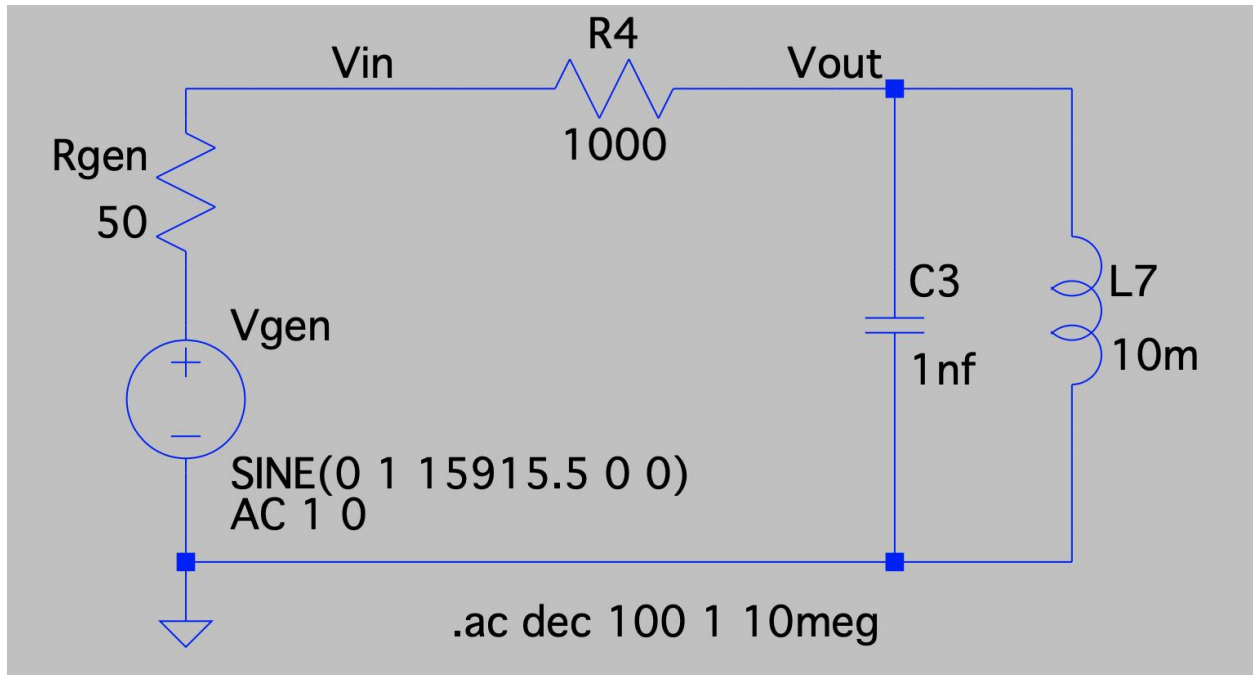 R4
Vin
Vout
1000
Rgen
50
C3
L7
Vgen
1nf
10m
SINE(0 1 15915.5 0 0)
AC 1 0
.ac dec 100 1 10meg